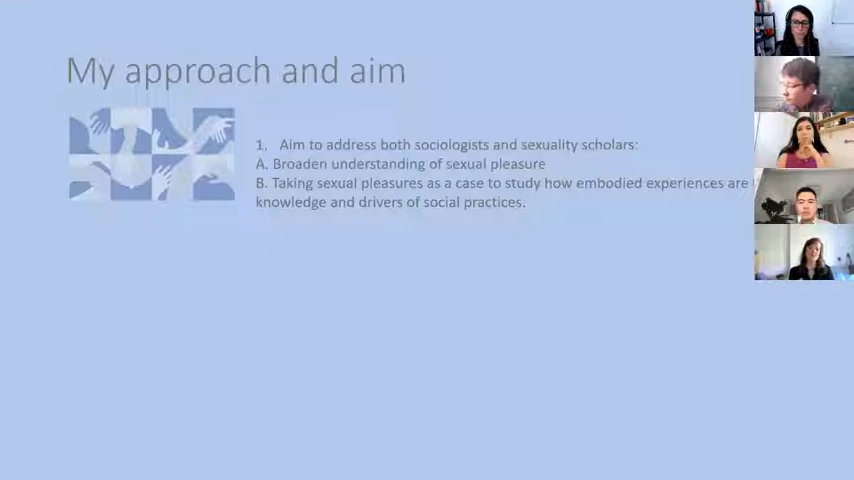 My approach and aim
1. Aim to address both sociologists and sexuality scholars:
A. Broaden understanding of sexual pleasure
B. Taking sexual pleasures as a case to study how embodied experiences are
knowledge and drivers of social practices.